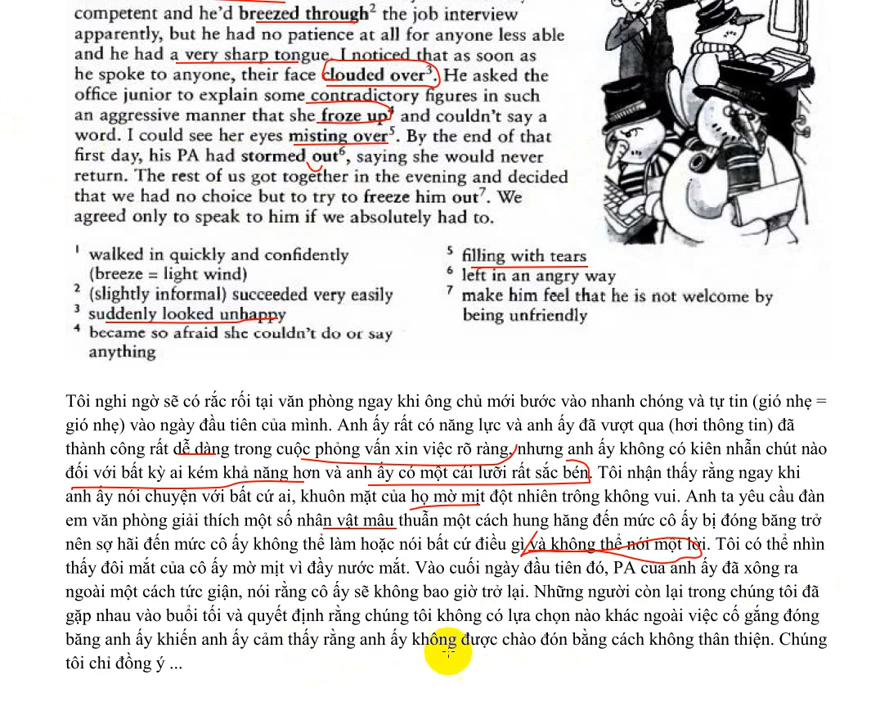 competent and he'd breezed through² the job interview
apparently, but he had no patience at all for anyone less able
and he had a very sharp tongue. I noticed that as soon as
he spoke to anyone, their face clouded over³. He asked the
office junior to explain some contradictory figures in such
an aggressive manner that she froze up⁴ and couldn't say a
word. I could see her eyes misting over⁵. By the end of that
first day, his PA had stormed out⁶, saying she would never
return. The rest of us got together in the evening and decided
that we had no choice but to try to freeze him out⁷. We
agreed only to speak to him if we absolutely had to.
¹ walked in quickly and confidently
(breeze = light wind)
² (slightly informal) succeeded very easily
³ suddenly looked unhappy
⁴ became so afraid she couldn't do or say
anything
⁵ filling with tears
⁶ left in an angry way
⁷ make him feel that he is not welcome by
being unfriendly
Tôi nghi ngờ sẽ có rắc rối tại văn phòng ngay khi ông chủ mới bước vào nhanh chóng và tự tin (gió nhẹ =
gió nhẹ) vào ngày đầu tiên của mình. Anh ấy rất có năng lực và anh ấy đã vượt qua (hơi thông tin) đã
thành công rất dễ dàng trong cuộc phỏng vấn xin việc rõ ràng, nhưng anh ấy không có kiên nhẫn chút nào
đối với bất kỳ ai kém khả năng hơn và anh ấy có một cái lưỡi rất sắc bén. Tôi nhận thấy rằng ngay khi
anh ấy nói chuyện với bất cứ ai, khuôn mặt của họ mờ mịt đột nhiên trông không vui. Anh ta yêu cầu đàn
em văn phòng giải thích một số nhân vật mâu thuẫn một cách hung hăng đến mức cô ấy bị đóng băng trở
nên sợ hãi đến mức cô ấy không thể làm hoặc nói bất cứ điều gì và không thể nói một lời. Tôi có thể nhìn
thấy đôi mắt của cô ấy mờ mịt vì đầy nước mắt. Vào cuối ngày đầu tiên đó, PA của anh ấy đã xông ra
ngoài một cách tức giận, nói rằng cô ấy sẽ không bao giờ trở lại. Những người còn lại trong chúng tôi đã
gặp nhau vào buổi tối và quyết định rằng chúng tôi không có lựa chọn nào khác ngoài việc cố gắng đóng
băng anh ấy khiến anh ấy cảm thấy rằng anh ấy không được chào đón bằng cách không thân thiện. Chúng
tôi chỉ đồng ý ...